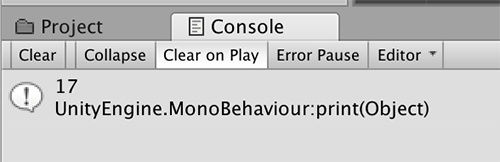 Project Console
Clear Collapse Clear on Play Error Pause Editor
17
UnityEngine.MonoBehaviour:print(Object)